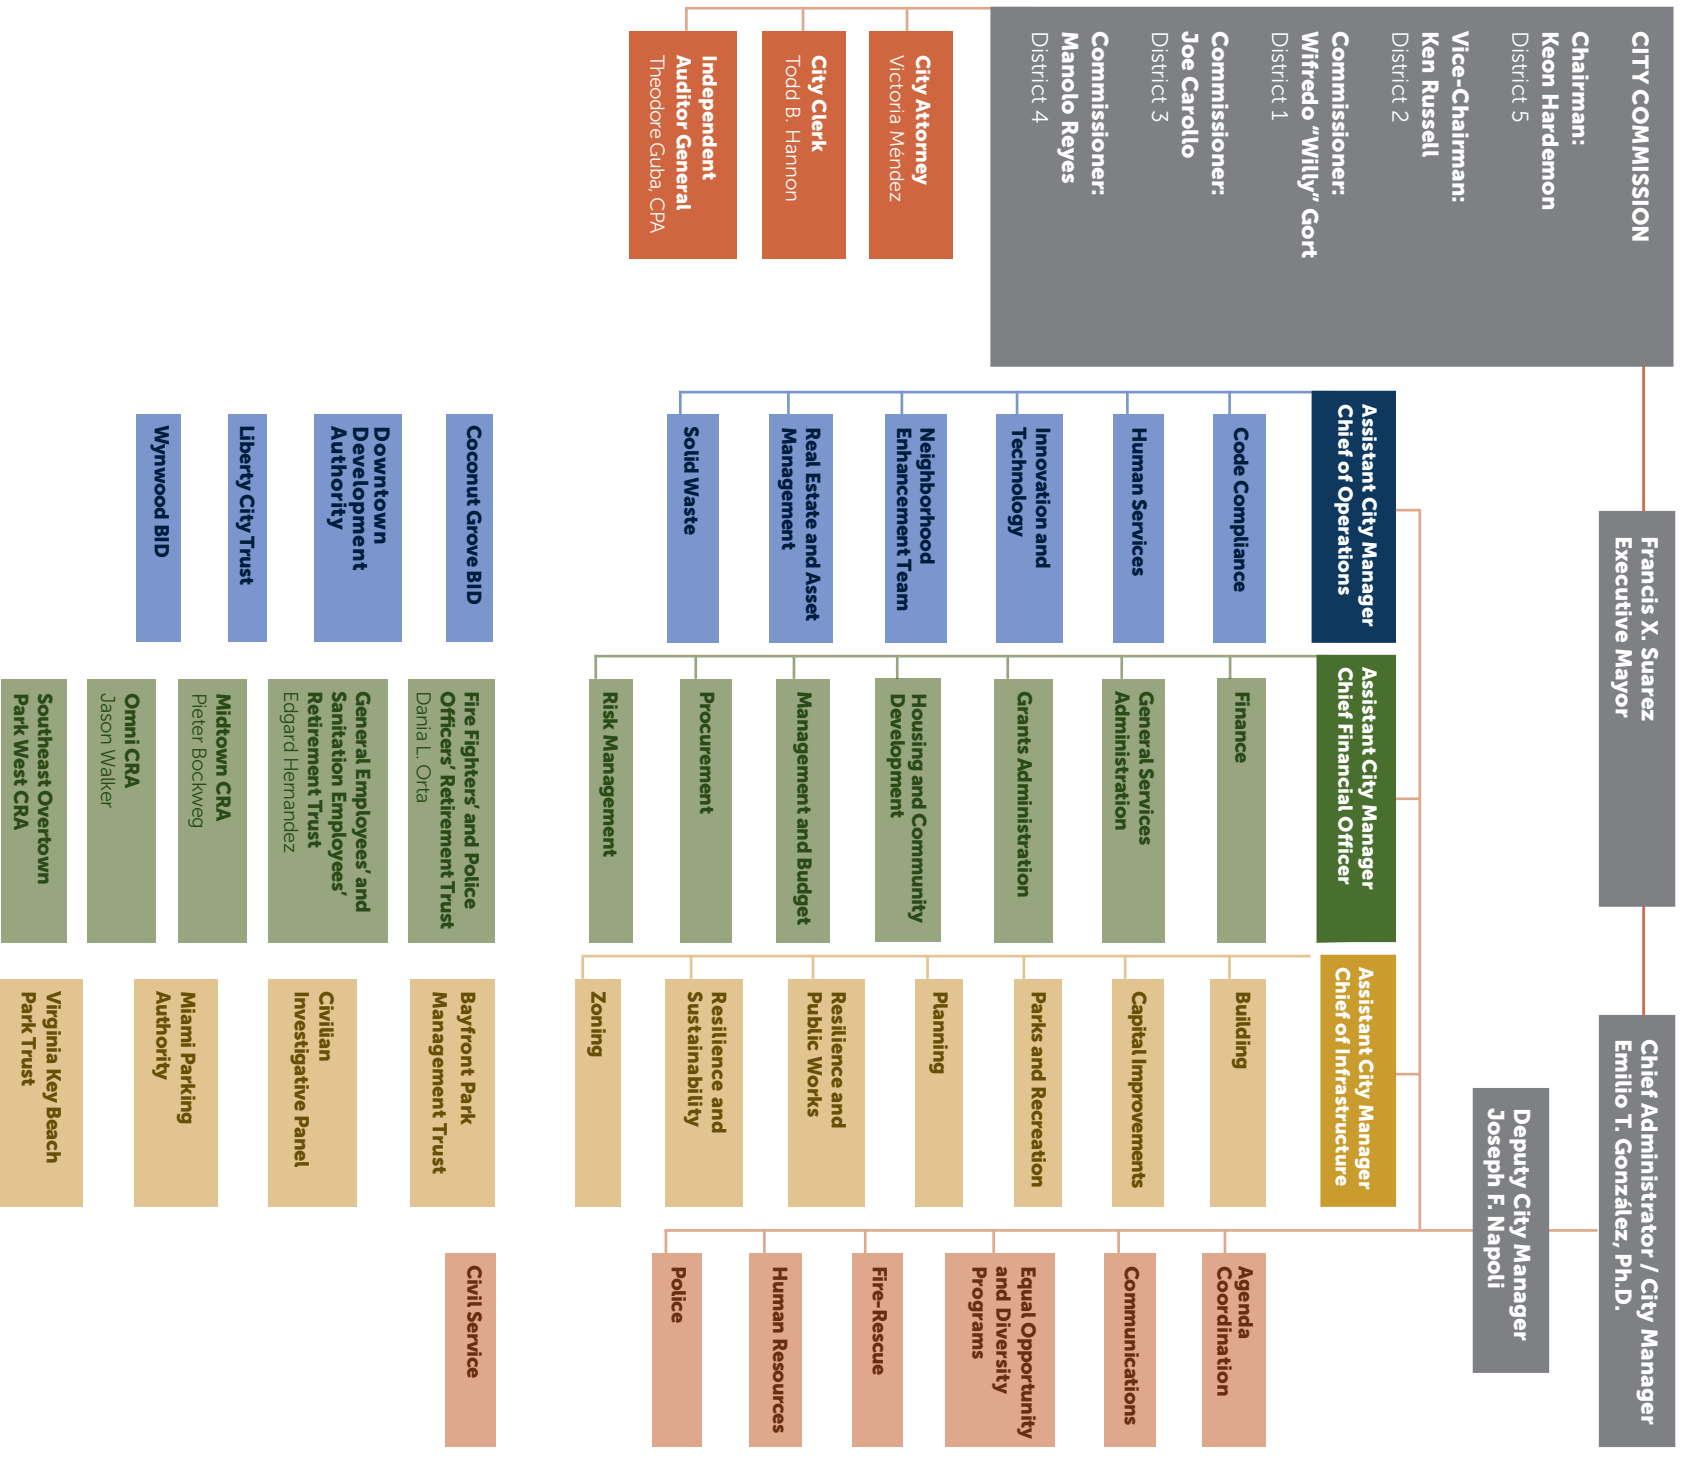 CITY COMMISSION
Chairman:
Keon Hardemon
District 5
Vice-Chairman:
Ken Russell
District 2
Commissioner:
Wifredo “Willy” Gort
District 1
Commissioner:
Joe Carollo
District 3
Commissioner:
Manolo Reyes
District 4
City Attorney
Victoria Méndez
City Clerk
Todd B. Hannon
Independent
Auditor General
Theodore Guba, CPA
Francis X. Suarez
Executive Mayor
Chief Administrator / City Manager
Emilio T. González, Ph.D.
Deputy City Manager
Joseph F. Napoli
Assistant City Manager
Chief of Operations
Code Compliance
Human Services
Innovation and
Technology
Neighborhood
Enhancement Team
Real Estate and Asset
Management
Solid Waste
Coconut Grove BID
Downtown
Development
Authority
Liberty City Trust
Wynwood BID
Assistant City Manager
Chief Financial Officer
Finance
General Services
Administration
Grants Administration
Housing and Community
Development
Management and Budget
Procurement
Risk Management
Fire Fighters’ and Police
Officers’ Retirement Trust
Dania L. Orta
General Employees’ and
Sanitation Employees’
Retirement Trust
Edgard Hernandez
Midtown CRA
Pieter Bockweg
Omni CRA
Jason Walker
Southeast Overtown
Park West CRA
Assistant City Manager
Chief of Infrastructure
Building
Capital Improvements
Parks and Recreation
Planning
Resilience and
Public Works
Resilience and
Sustainability
Zoning
Bayfront Park
Management Trust
Civilian
Investigative Panel
Miami Parking
Authority
Virginia Key Beach
Park Trust
Agenda
Coordination
Communications
Equal Opportunity
and Diversity
Programs
Fire-Rescue
Human Resources
Police
Civil Service